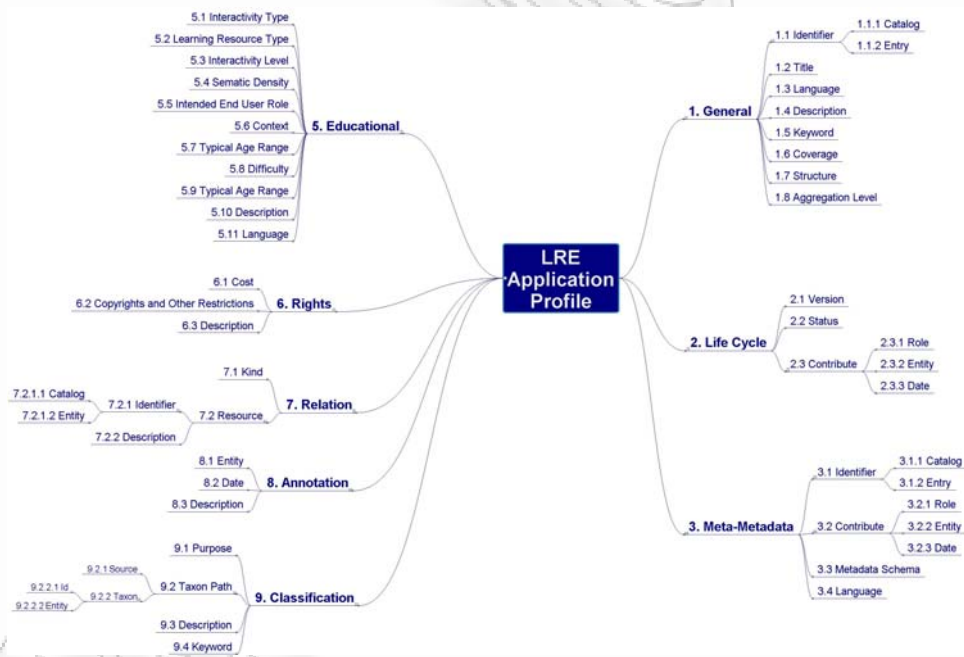 LRE
Application
Profile
1. General
1.1 Identifier
1.1.1 Catalog
1.1.2 Entry
1.2 Title
1.3 Language
1.4 Description
1.5 Keyword
1.6 Coverage
1.7 Structure
1.8 Aggregation Level
2. Life Cycle
2.1 Version
2.2 Status
2.3 Contribute
2.3.1 Role
2.3.2 Entity
2.3.3 Date
3. Meta-Metadata
3.1 Identifier
3.1.1 Catalog
3.1.2 Entry
3.2 Contribute
3.2.1 Role
3.2.2 Entity
3.2.3 Date
3.3 Metadata Schema
3.4 Language
5. Educational
5.1 Interactivity Type
5.2 Learning Resource Type
5.3 Interactivity Level
5.4 Sematic Density
5.5 Intended End User Role
5.6 Context
5.7 Typical Age Range
5.8 Difficulty
5.9 Typical Age Range
5.10 Description
5.11 Language
6. Rights
6.1 Cost
6.2 Copyrights and Other Restrictions
6.3 Description
7. Relation
7.1 Kind
7.2 Resource
7.2.1 Identifier
7.2.1.1 Catalog
7.2.1.2 Entity
7.2.2 Description
8. Annotation
8.1 Entity
8.2 Date
8.3 Description
9. Classification
9.1 Purpose
9.2 Taxon Path
9.2.1 Source
9.2.2 Taxon
9.2.2.1 Id
9.2.2.2 Entity
9.3 Description
9.4 Keyword